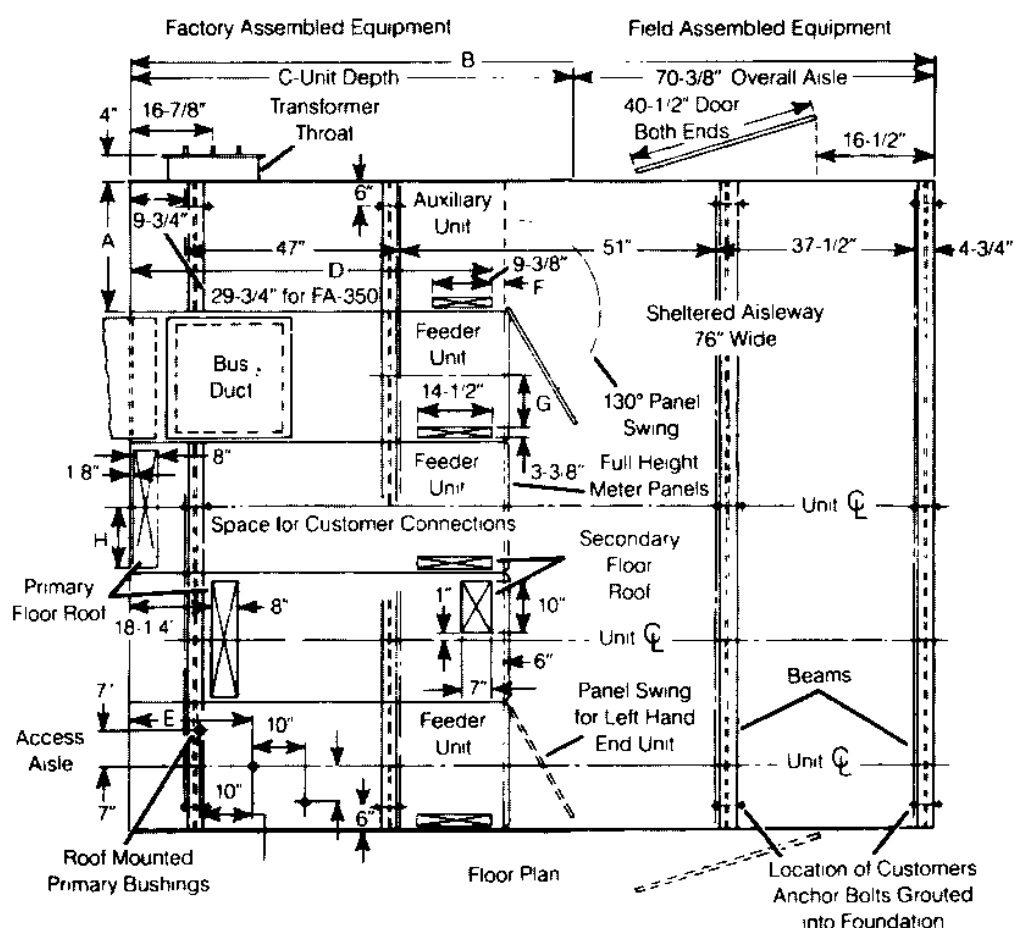 Factory Assembled Equipment
Field Assembled Equipment
B
C-Unit Depth
70-3/8" Overall Aisle
4"
16-7/8"
Transformer
Throat
40-1/2" Door
Both Ends
16-1/2"
A
9-3/4"
6"
Auxiliary
Unit
47"
51"
37-1/2"
4-3/4"
D
9-3/8"
F
29-3/4" for FA-350
Sheltered Aisleway
76" Wide
Bus
Duct
Feeder
Unit
14-1/2"
G
130° Panel
Swing
8"
1 8"
Feeder
Unit
3-3 8"
Full Height
Meter Panels
H
Space for Customer Connections
Unit ℄
Primary
Floor Roof
Secondary
Floor
Roof
18-1 4'
8"
1"
10"
Unit ℄
6"
7"
Beams
7'
E
10"
Feeder
Unit
Panel Swing
for Left Hand
End Unit
Access
Aisle
Unit ℄
7"
10"
6"
Roof Mounted
Primary Bushings
Floor Plan
Location of Customers
Anchor Bolts Grouted
into Foundation